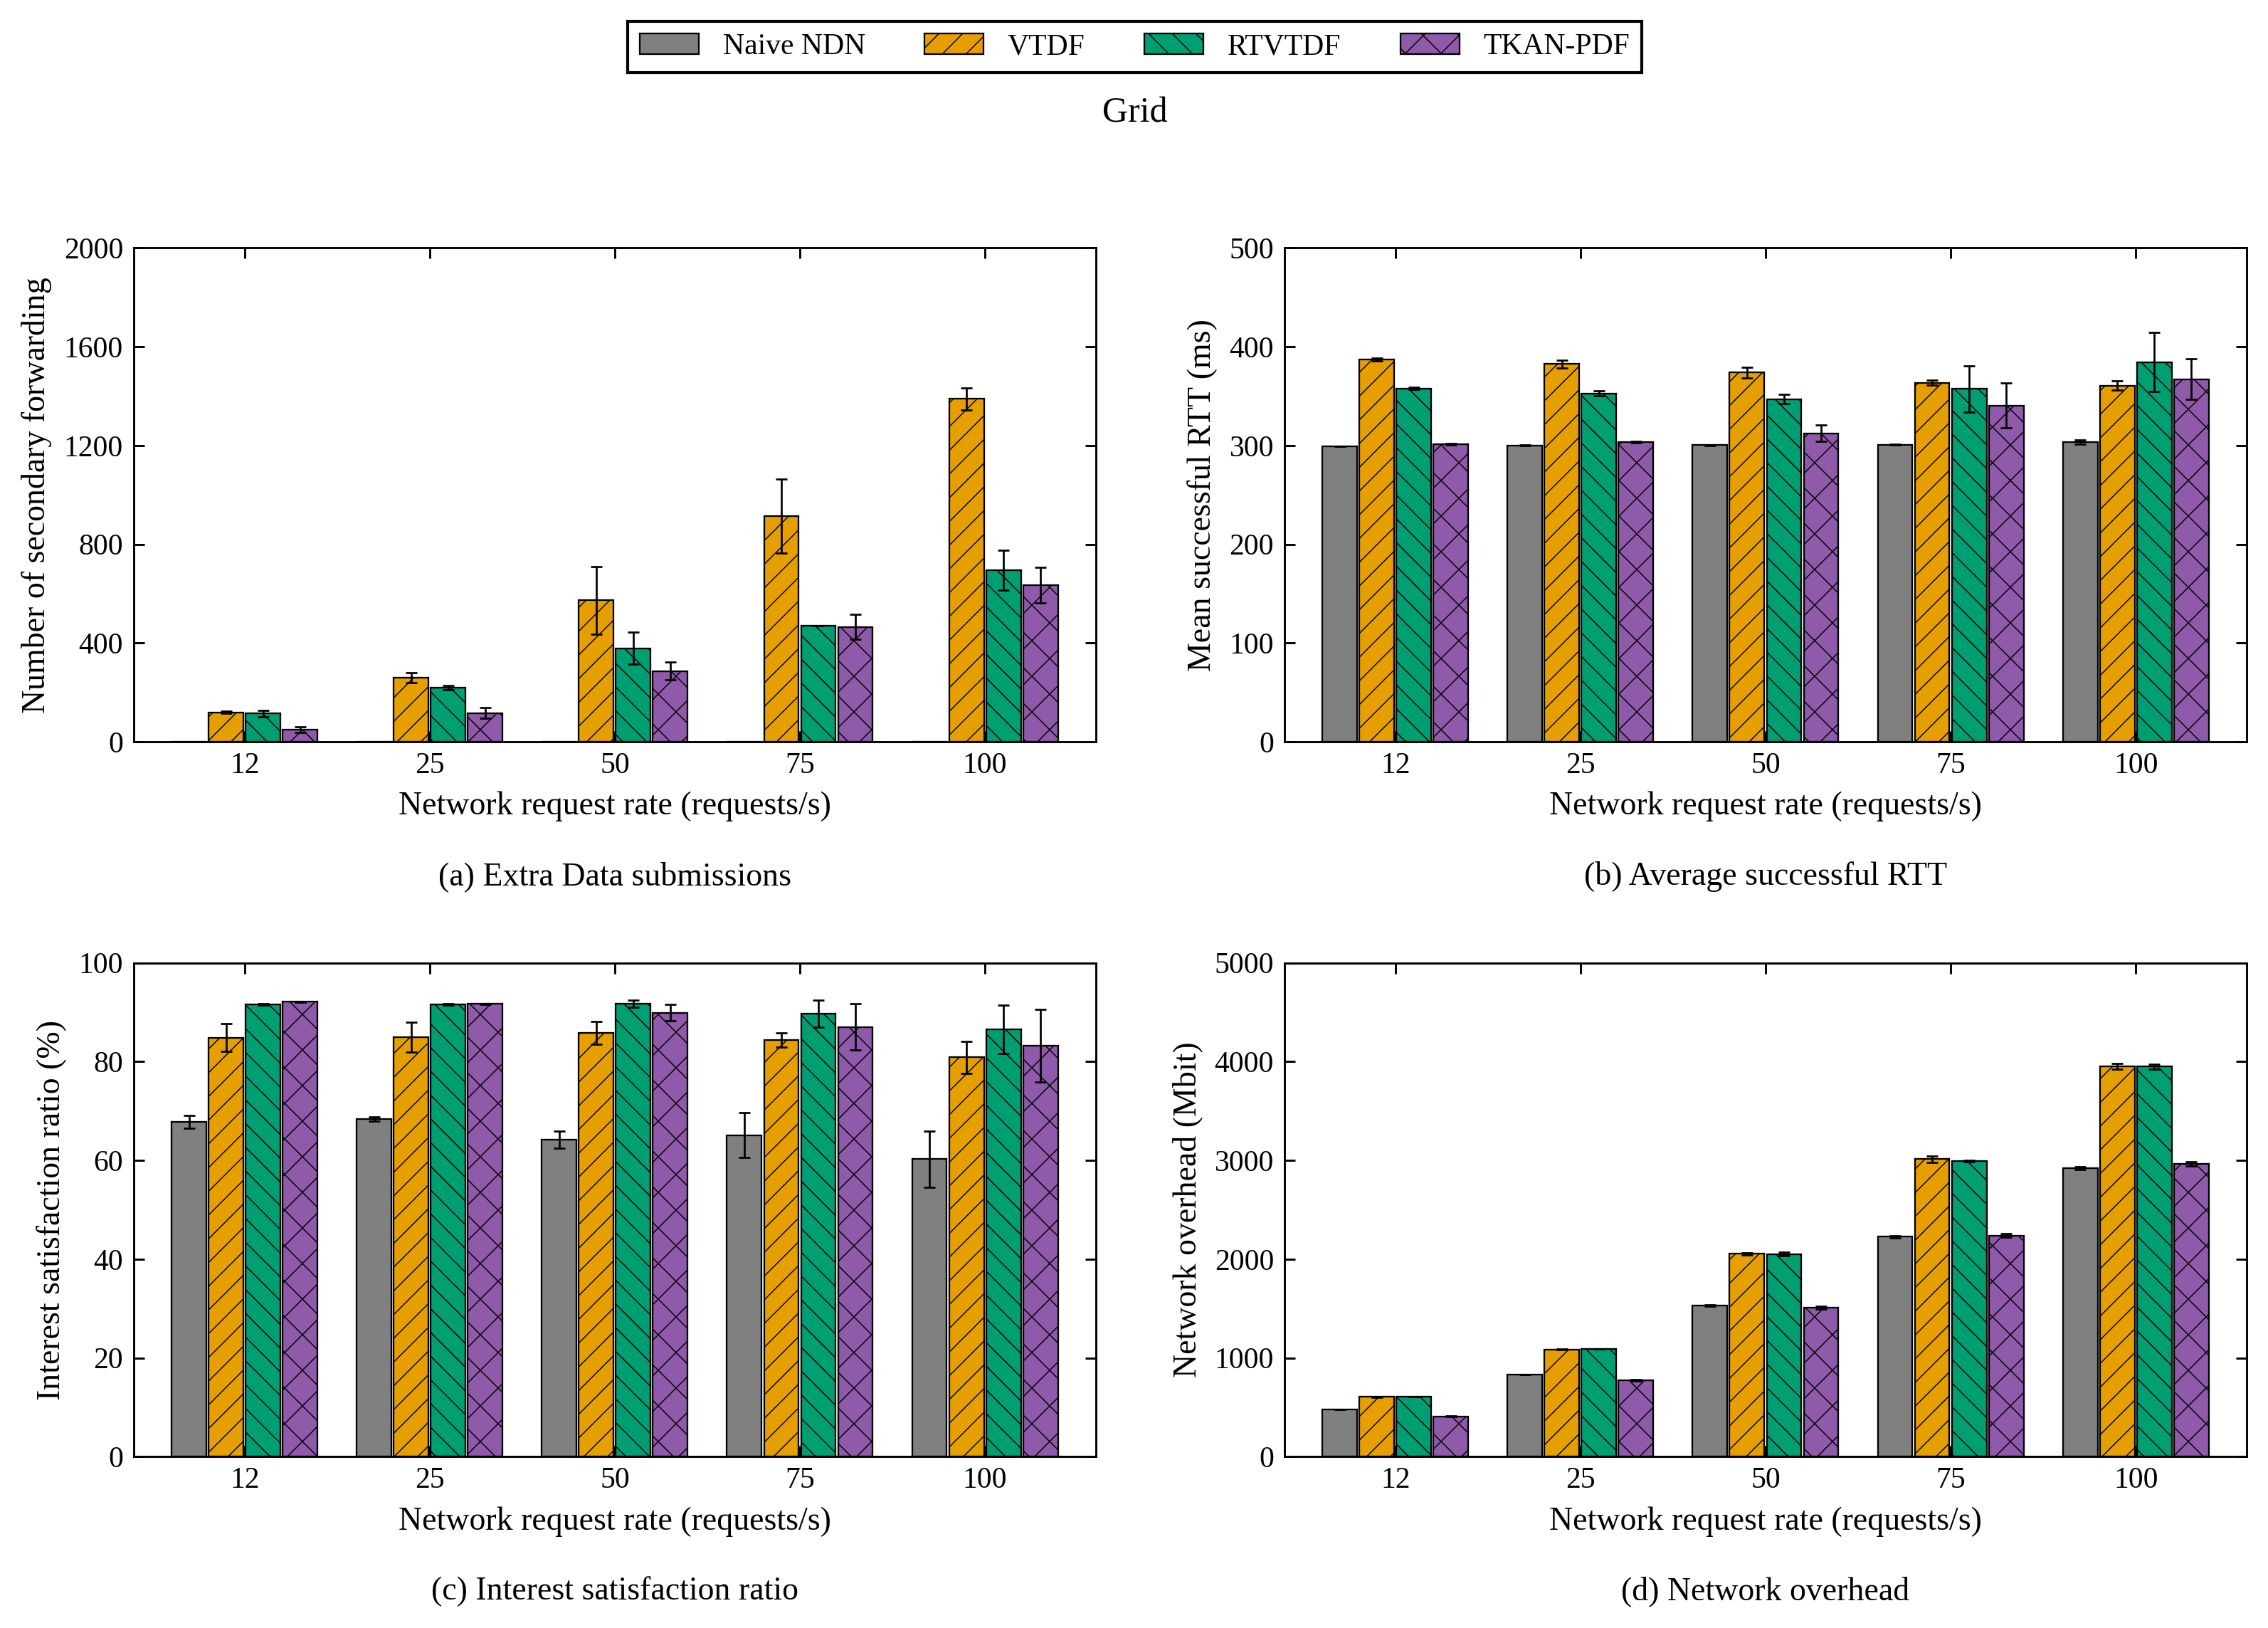 Naive NDN VTDF RTVTDF TKAN-PDF
Grid
2000
1600
1200
800
400
0
Number of secondary forwarding
12 25 50 75 100
Network request rate (requests/s)
(a) Extra Data submissions
500
400
300
200
100
0
Mean successful RTT (ms)
12 25 50 75 100
Network request rate (requests/s)
(b) Average successful RTT
100
80
60
40
20
0
Interest satisfaction ratio (%)
12 25 50 75 100
Network request rate (requests/s)
(c) Interest satisfaction ratio
5000
4000
3000
2000
1000
0
Network overhead (Mbit)
12 25 50 75 100
Network request rate (requests/s)
(d) Network overhead